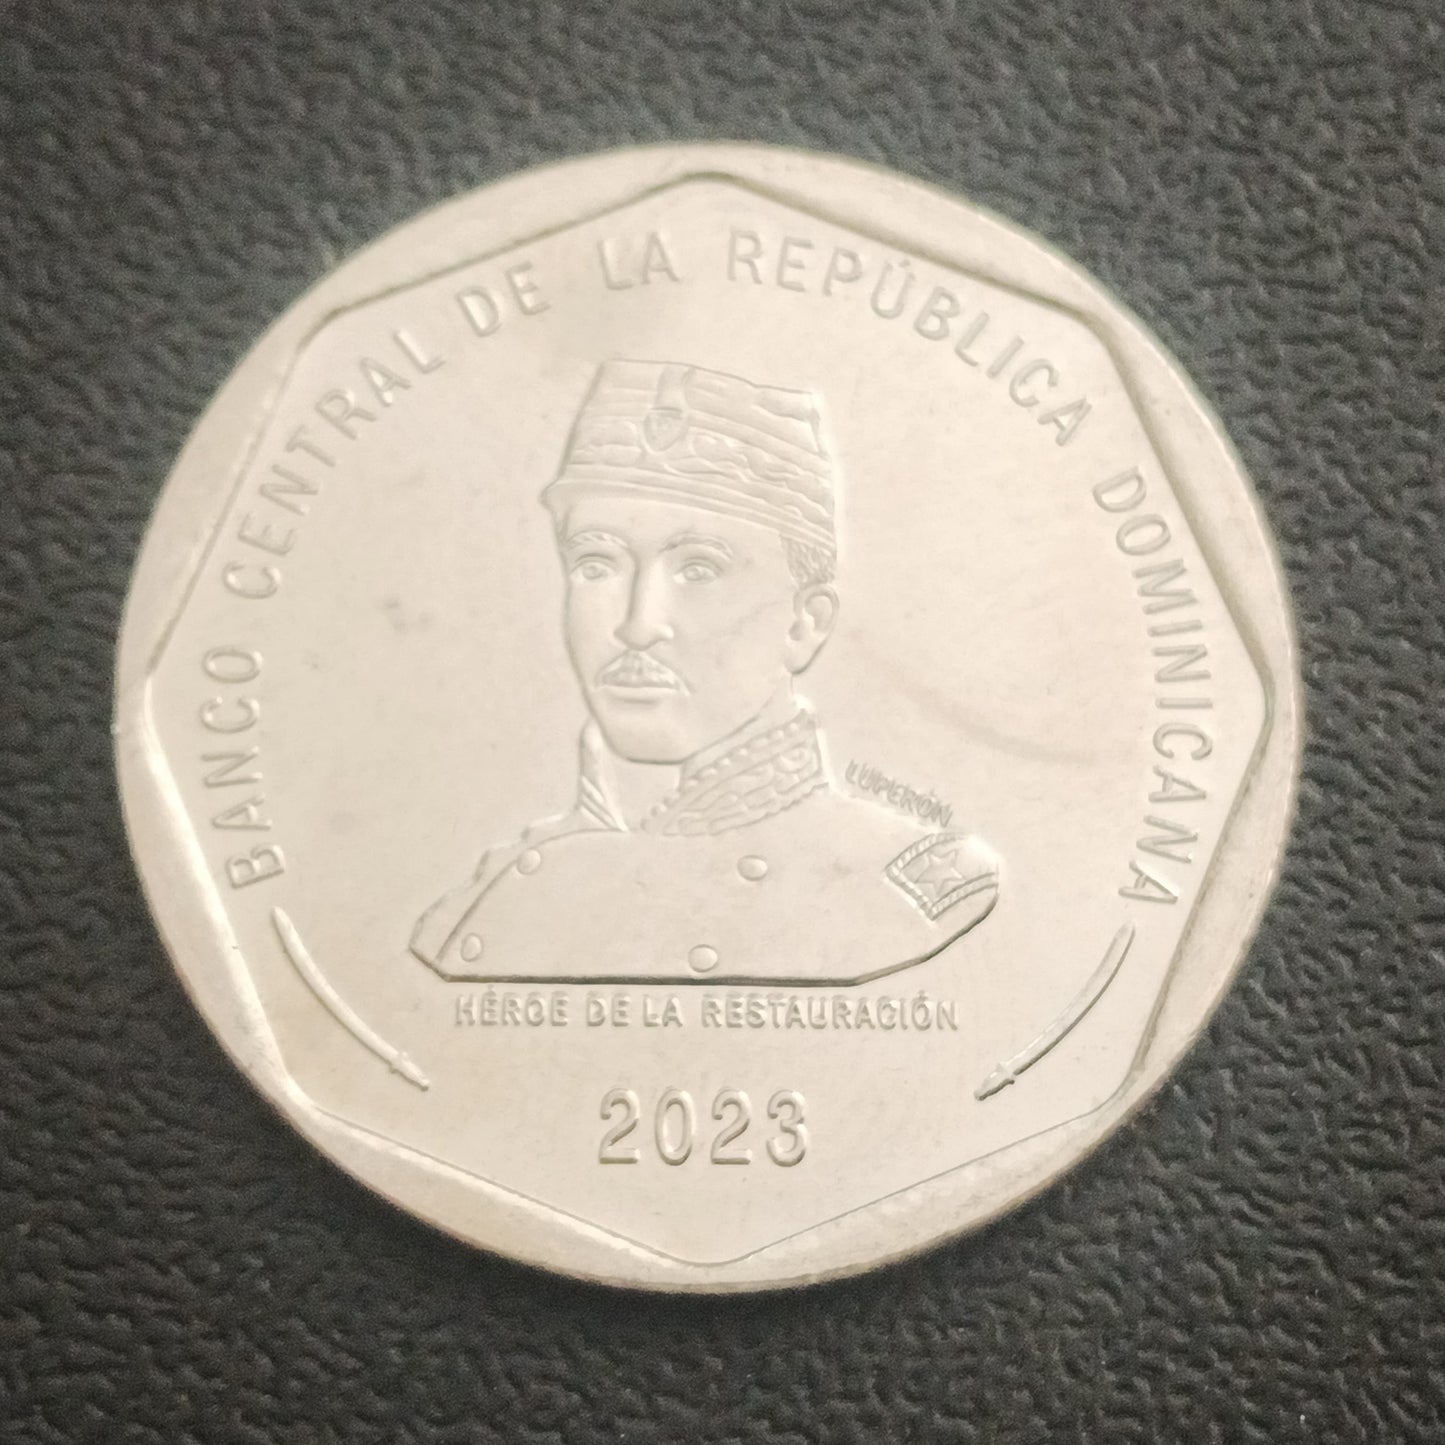 BANCO CENTRAL DE LA REPÚBLICA DOMINICANA
LUPERÓN
HÉROE DE LA RESTAURACIÓN
2023